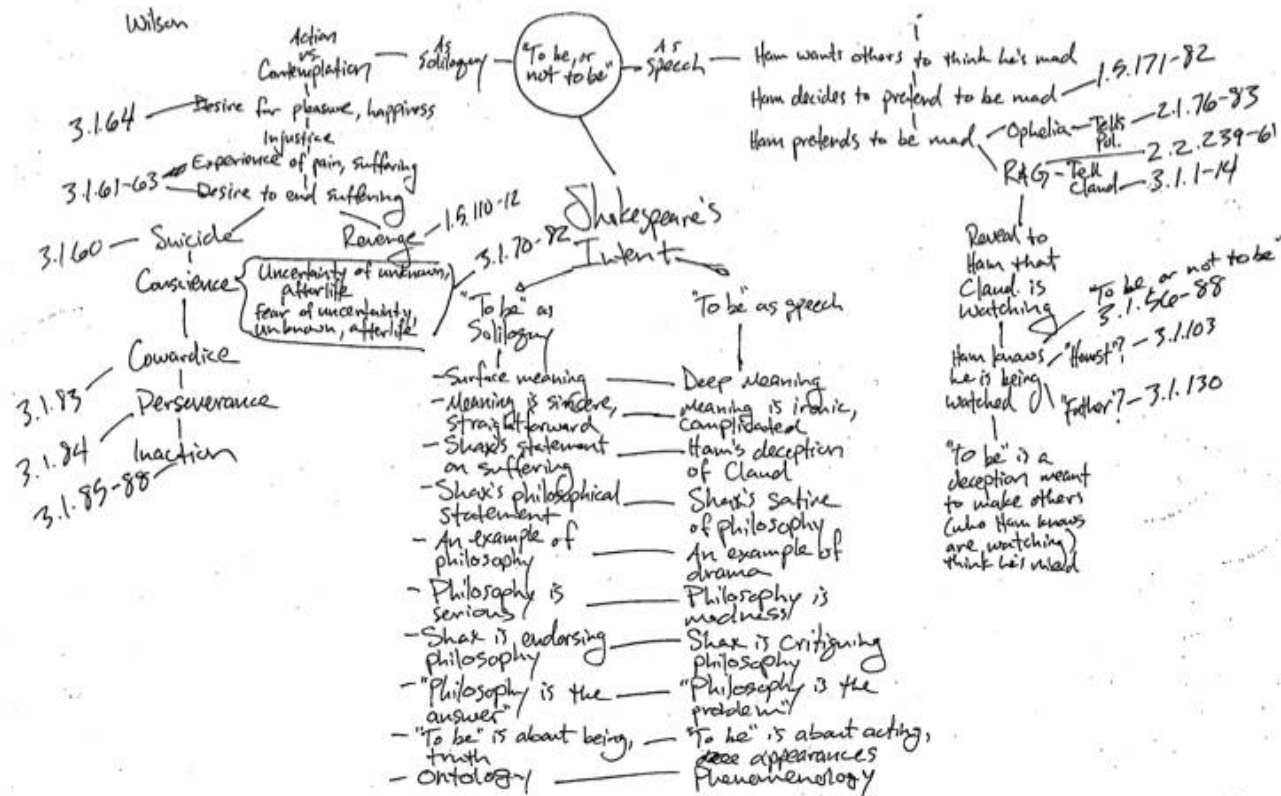 Wilson
Action
vs
Contemplation
As
Soliloquy
"To be, or
not to be"
As
speech
3.1.64
Desire for pleasure, happiness
Injustice
3.1.61-63
Experience of pain, suffering
Desire to end suffering
3.1.60
Suicide
Revenge
1.5.110-12
Conscience
Uncertainty of unknown,
afterlife
Fear of uncertainty,
unknown, afterlife
3.1.70-82
Cowardice
3.1.83
Perseverance
3.1.84
Inaction
3.1.85-88
Shakespeare's
Intent
"To be" as
Soliloquy
"To be" as speech
- Surface meaning
Deep Meaning
- Meaning is sincere,
straightforward
Meaning is ironic,
complicated
- Shax's statement
on suffering
Ham's deception
of Claud
- Shax's philosophical
statement
Shax's satire
of philosophy
- An example of
philosophy
An example of
drama
- Philosophy is
serious
Philosophy is
madness
- Shax is endorsing
philosophy
Shax is critiquing
philosophy
- "Philosophy is the
answer"
"Philosophy is the
problem"
- "To be" is about being,
truth
"To be" is about acting,
appearances
- Ontology
Phenomenology
Ham wants others to think he's mad
Ham decides to pretend to be mad
1.5.171-82
Ham pretends to be mad
Ophelia
Tells
Pol.
2.1.76-83
R&G
2.2.239-61
Tell
Claud
3.1.1-14
Reveal to
Ham that
Claud. is
watching
Ham knows
he is being
watched
"To be or not to be"
3.1.56-88
"Honest"?
3.1.103
"Father"?
3.1.130
"To be" is a
deception meant
to make others
(who Ham knows
are watching)
think he's mad